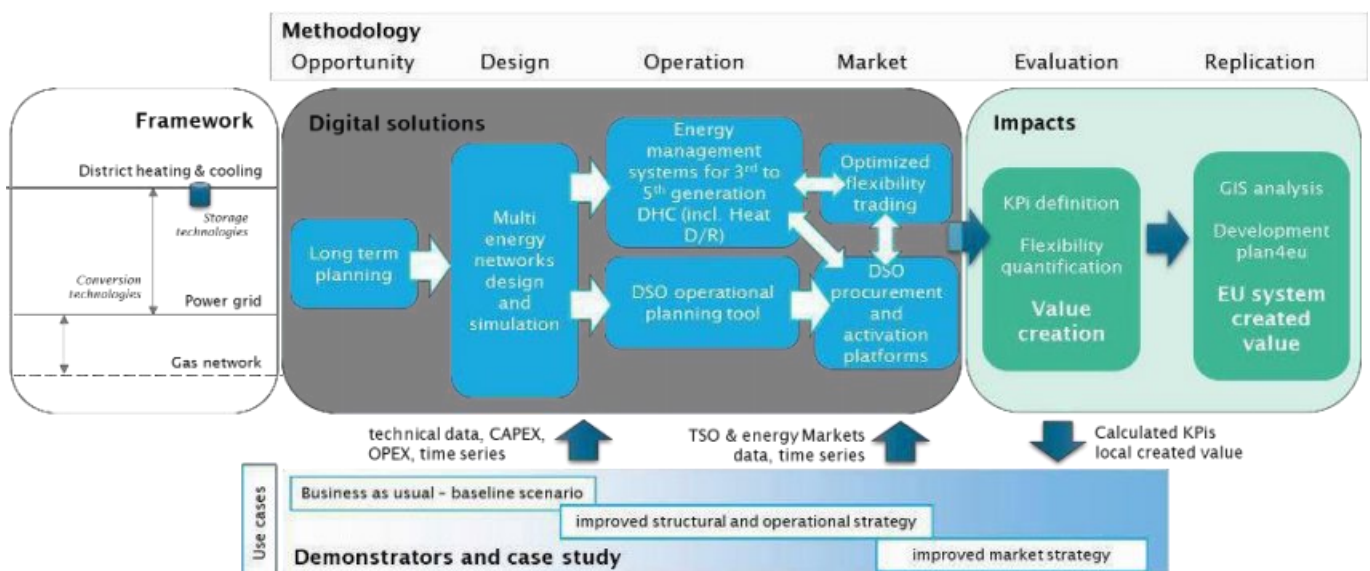 Methodology
Opportunity Design Operation Market Evaluation Replication
Framework
District heating & cooling
Storage
technologies
Conversion
technologies
Power grid
Gas network
Digital solutions
Long term
planning
Multi
energy
networks
design
and
simulation
Energy
management
systems for 3rd to
5th generation
DHC (incl. Heat
D/R)
DSO operational
planning tool
Optimized
flexibility
trading
DSO
procurement
and
activation
platforms
Impacts
KPi definition
Flexibility
quantification
Value
creation
GIS analysis
Development
plan4eu
EU system
created
value
technical data, CAPEX,
OPEX, time series
TSO & energy Markets
data, time series
Calculated KPIs
local created value
Use cases
Business as usual - baseline scenario
improved structural and operational strategy
improved market strategy
Demonstrators and case study